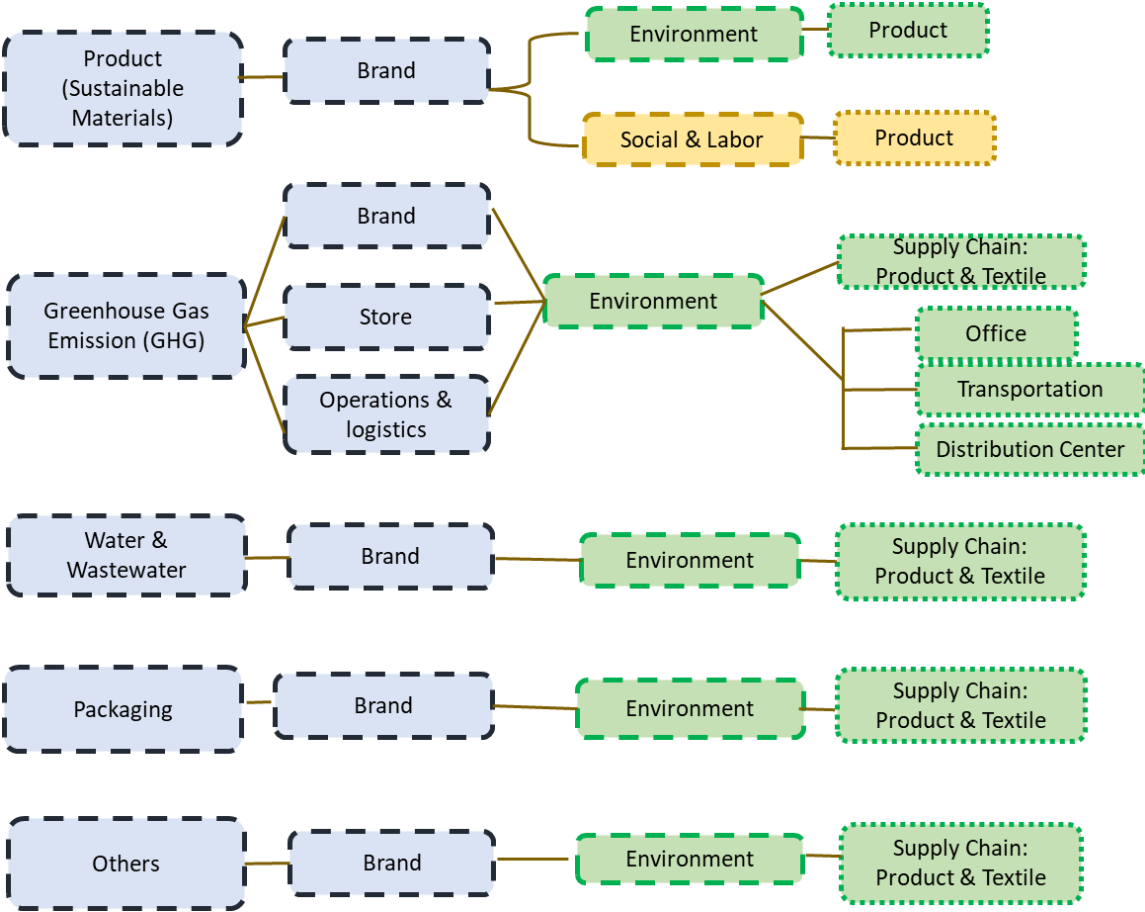 Product
(Sustainable
Materials)
Brand
Environment
Product
Social & Labor
Product
Greenhouse Gas
Emission (GHG)
Brand
Store
Operations &
logistics
Environment
Supply Chain:
Product & Textile
Office
Transportation
Distribution Center
Water &
Wastewater
Brand
Environment
Supply Chain:
Product & Textile
Packaging
Brand
Environment
Supply Chain:
Product & Textile
Others
Brand
Environment
Supply Chain:
Product & Textile